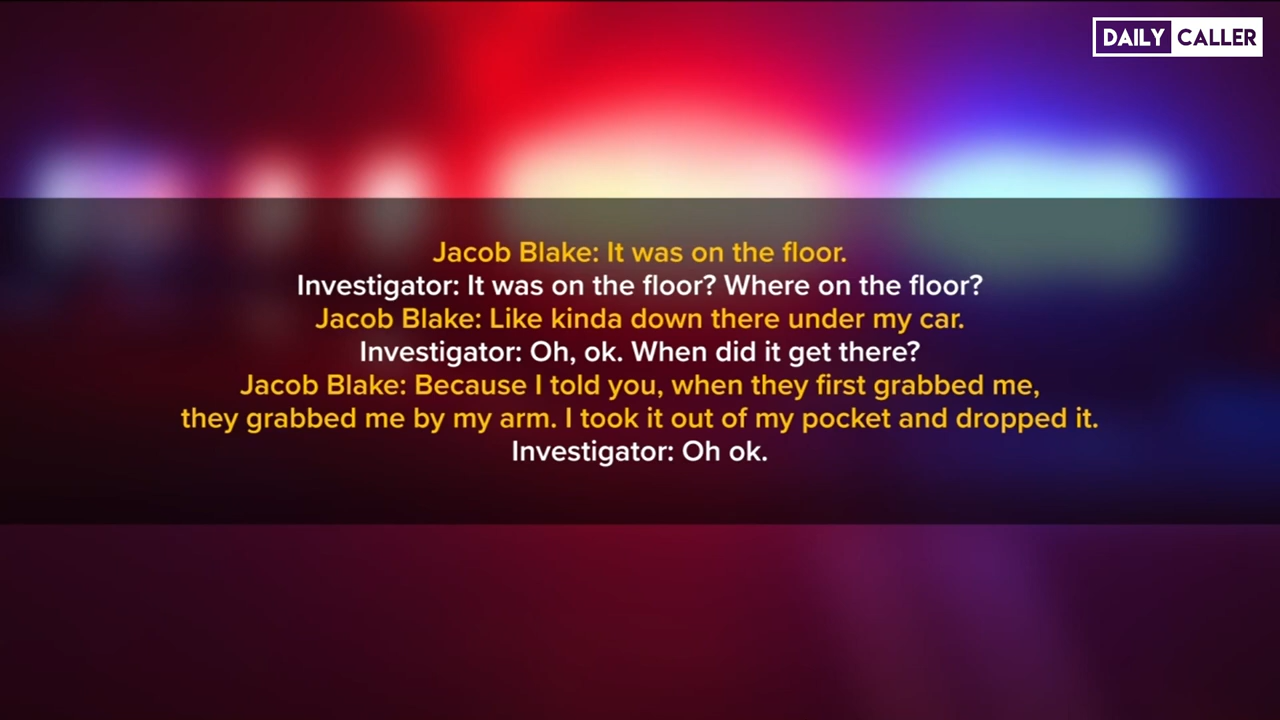 DAILY CALLER
Jacob Blake: It was on the floor.
Investigator: It was on the floor? Where on the floor?
Jacob Blake: Like kinda down there under my car.
Investigator: Oh, ok. When did it get there?
Jacob Blake: Because I told you, when they first grabbed me,
they grabbed me by my arm. I took it out of my pocket and dropped it.
Investigator: Oh ok.